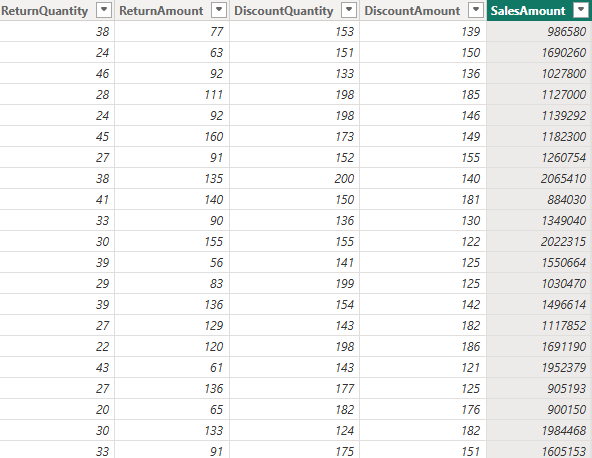 ReturnQuantity ReturnAmount DiscountQuantity DiscountAmount SalesAmount
38 77 153 139 986580
24 63 151 150 1690260
46 92 133 136 1027800
28 111 198 185 1127000
24 92 198 146 1139292
45 160 173 149 1182300
27 91 152 155 1260754
38 135 200 140 2065410
41 140 150 181 884030
33 90 136 130 1349040
30 155 155 122 2022315
39 56 141 125 1550664
29 83 199 125 1030470
39 136 154 142 1496614
27 129 143 182 1117852
22 120 198 186 1691190
43 61 143 121 1952379
27 136 177 125 905193
20 65 182 176 900150
30 133 124 182 1984468
33 91 175 151 1605153